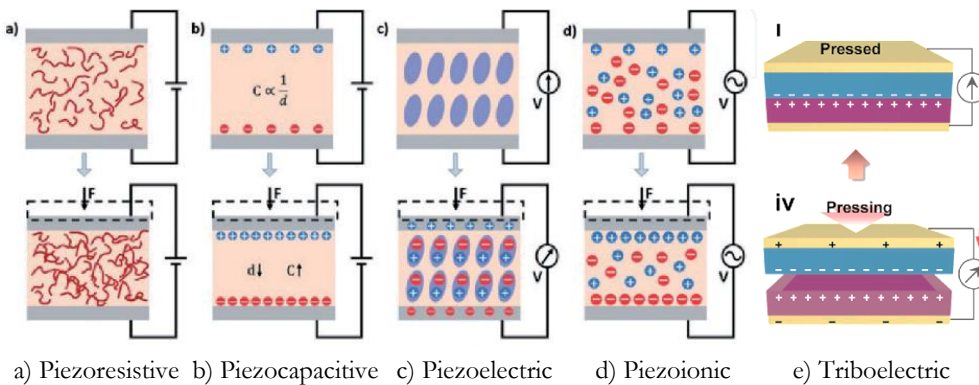 a)
b)
c)
d)
I
Pressed
C ∝ 1/d
V
V
F
F
F
F
iv
Pressing
d↓ C↑
V
V
a) Piezoresistive b) Piezocapacitive c) Piezoelectric d) Piezoionic e) Triboelectric